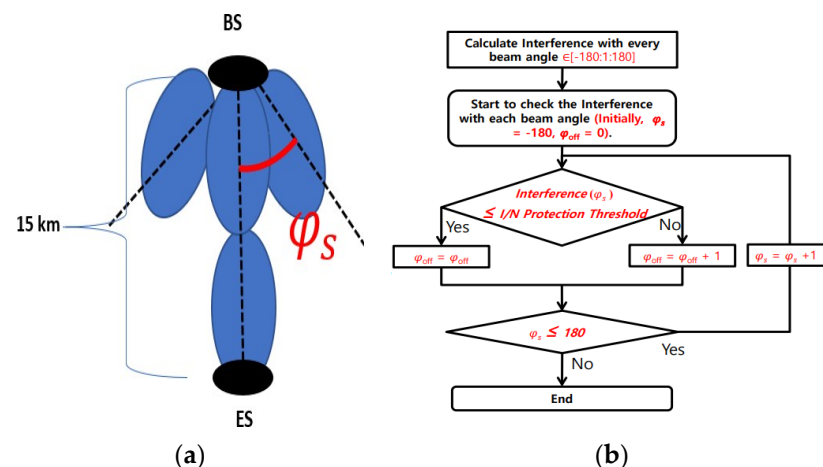 BS
15 km
φs
ES
(a)
Calculate Interference with every
beam angle ∈[-180:1:180]
Start to check the Interference
with each beam angle (Initially, φs
= -180, φoff = 0).
Interference(φs)
≤ I/N Protection Threshold
Yes
No
φoff = φoff
φoff = φoff + 1
φs = φs +1
φs ≤ 180
No
Yes
End
(b)